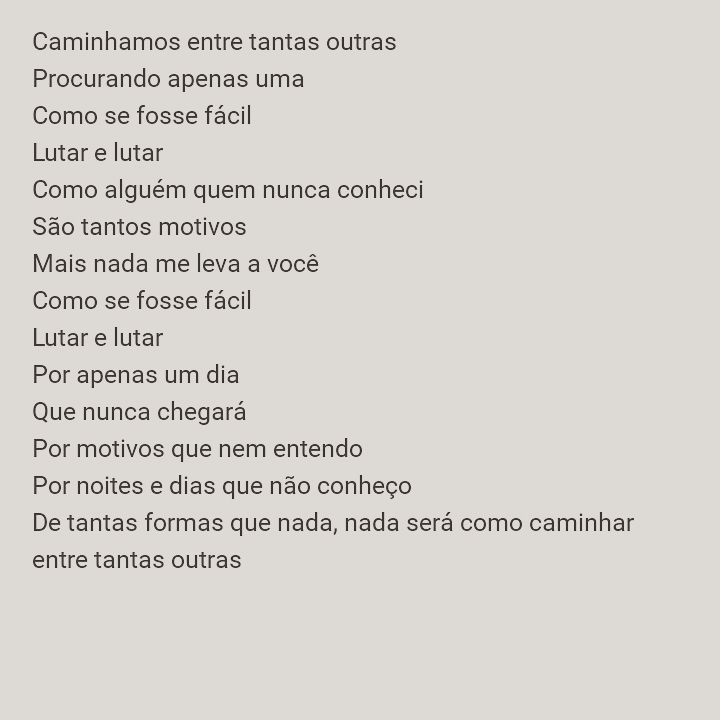 Caminhamos entre tantas outras
Procurando apenas uma
Como se fosse fácil
Lutar e lutar
Como alguém quem nunca conheci
São tantos motivos
Mais nada me leva a você
Como se fosse fácil
Lutar e lutar
Por apenas um dia
Que nunca chegará
Por motivos que nem entendo
Por noites e dias que não conheço
De tantas formas que nada, nada será como caminhar
entre tantas outras